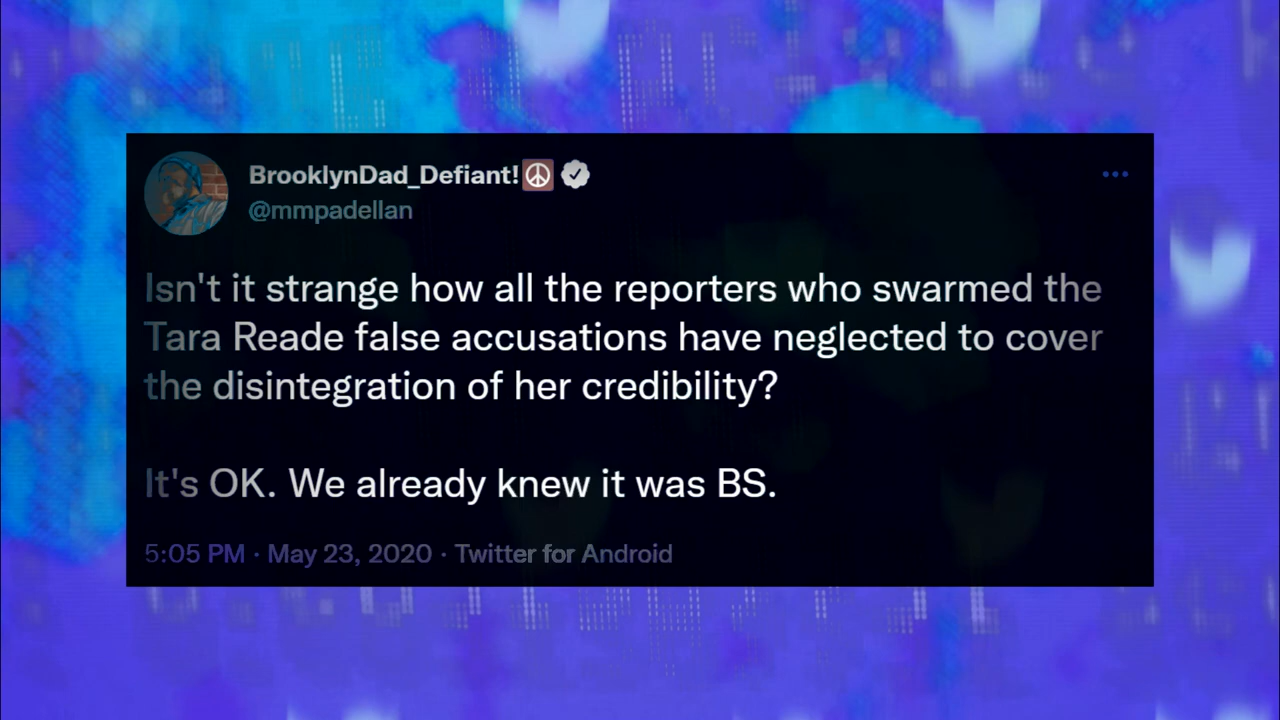 BrooklynDad_Defiant!☮
@mmpadellan
Isn't it strange how all the reporters who swarmed the
Tara Reade false accusations have neglected to cover
the disintegration of her credibility?
It's OK. We already knew it was BS.
5:05 PM · May 23, 2020 · Twitter for Android